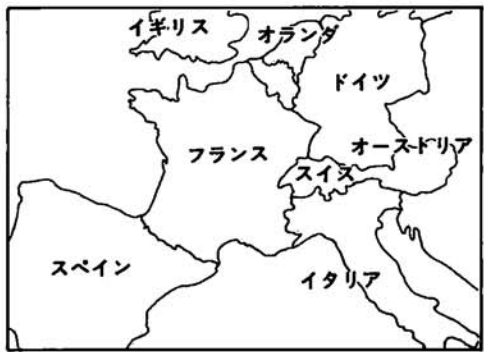 イギリス
オランダ
ドイツ
オーストリア
フランス
スイス
スペイン
イタリア